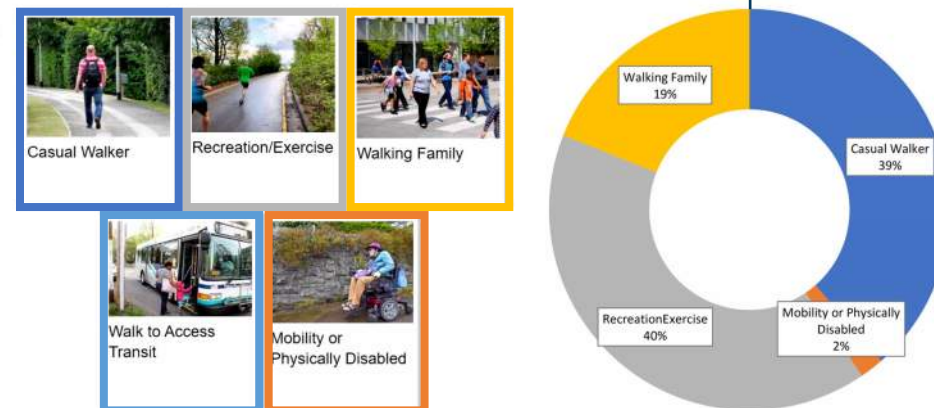 Casual Walker
Recreation/Exercise
Walking Family
Walk to Access
Transit
Mobility or
Physically Disabled
Walking Family
19%
Casual Walker
39%
RecreationExercise
40%
Mobility or Physically
Disabled
2%